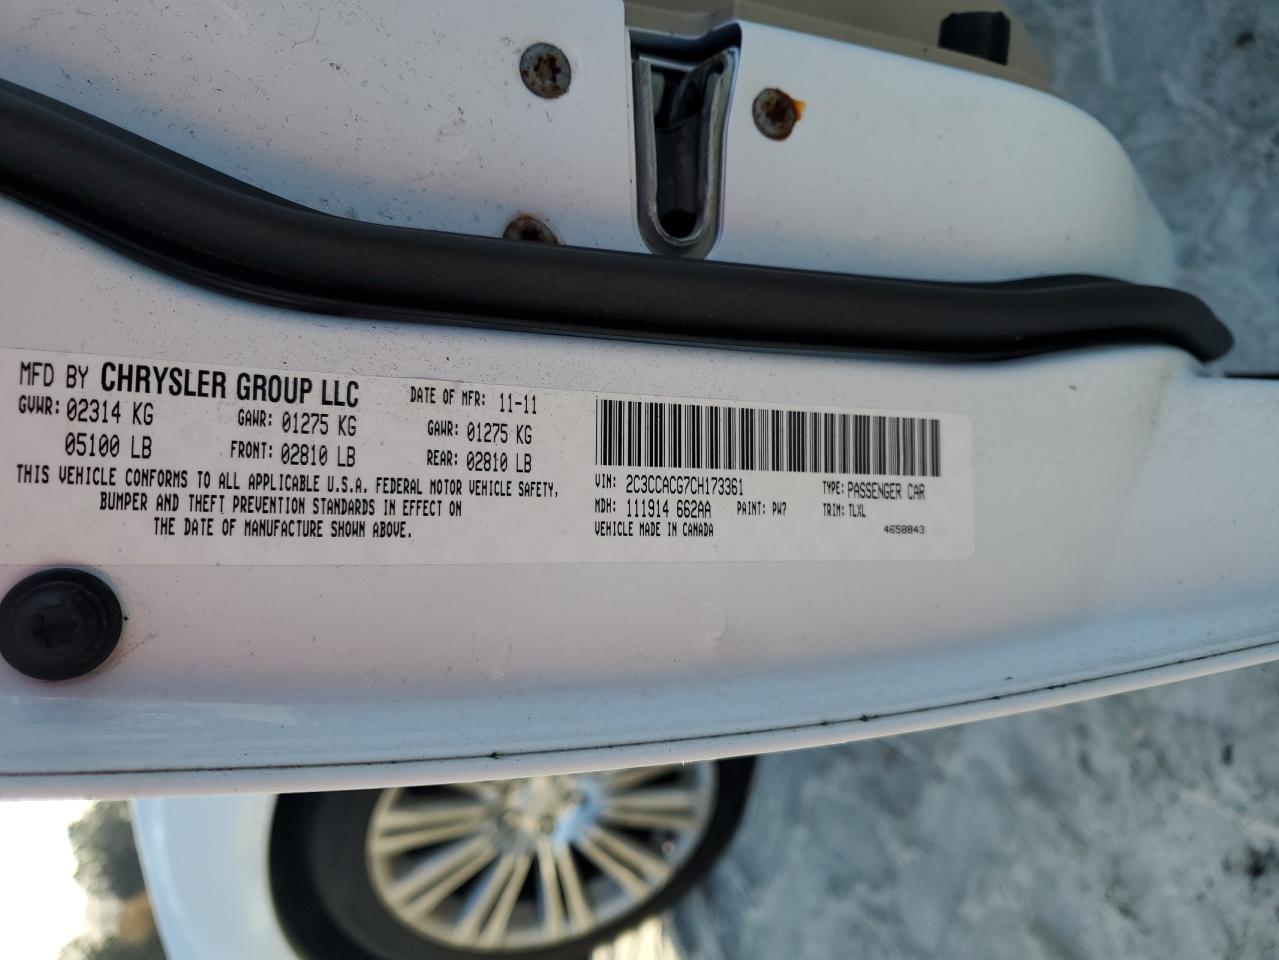 MFD BY CHRYSLER GROUP LLC DATE OF MFR: 11-11
GVWR: 02314 KG GAWR: 01275 KG GAWR: 01275 KG
05100 LB FRONT: 02810 LB REAR: 02810 LB
THIS VEHICLE CONFORMS TO ALL APPLICABLE U.S.A. FEDERAL MOTOR VEHICLE SAFETY,
BUMPER AND THEFT PREVENTION STANDARDS IN EFFECT ON
THE DATE OF MANUFACTURE SHOWN ABOVE.
VIN: 2C3CCACG7CH173361 TYPE: PASSENGER CAR
MDH: 111914 662AA PAINT: PW7 TRIM: TLXL
VEHICLE MADE IN CANADA 4658843